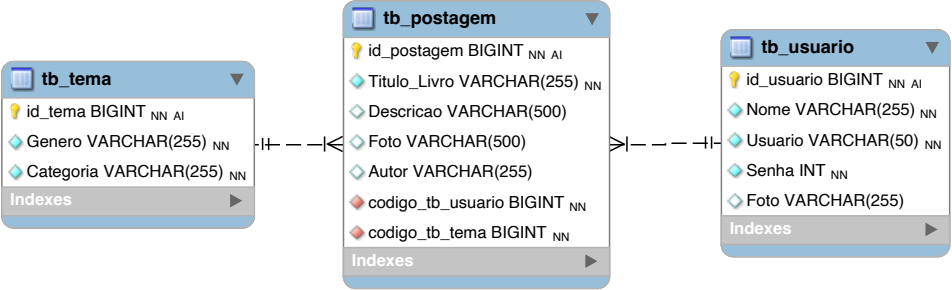 tb_tema
id_tema BIGINT NN AI
Genero VARCHAR(255) NN
Categoria VARCHAR(255) NN
Indexes
tb_postagem
id_postagem BIGINT NN AI
Titulo_Livro VARCHAR(255) NN
Descricao VARCHAR(500)
Foto VARCHAR(500)
Autor VARCHAR(255)
codigo_tb_usuario BIGINT NN
codigo_tb_tema BIGINT NN
Indexes
tb_usuario
id_usuario BIGINT NN AI
Nome VARCHAR(255) NN
Usuario VARCHAR(50) NN
Senha INT NN
Foto VARCHAR(255)
Indexes